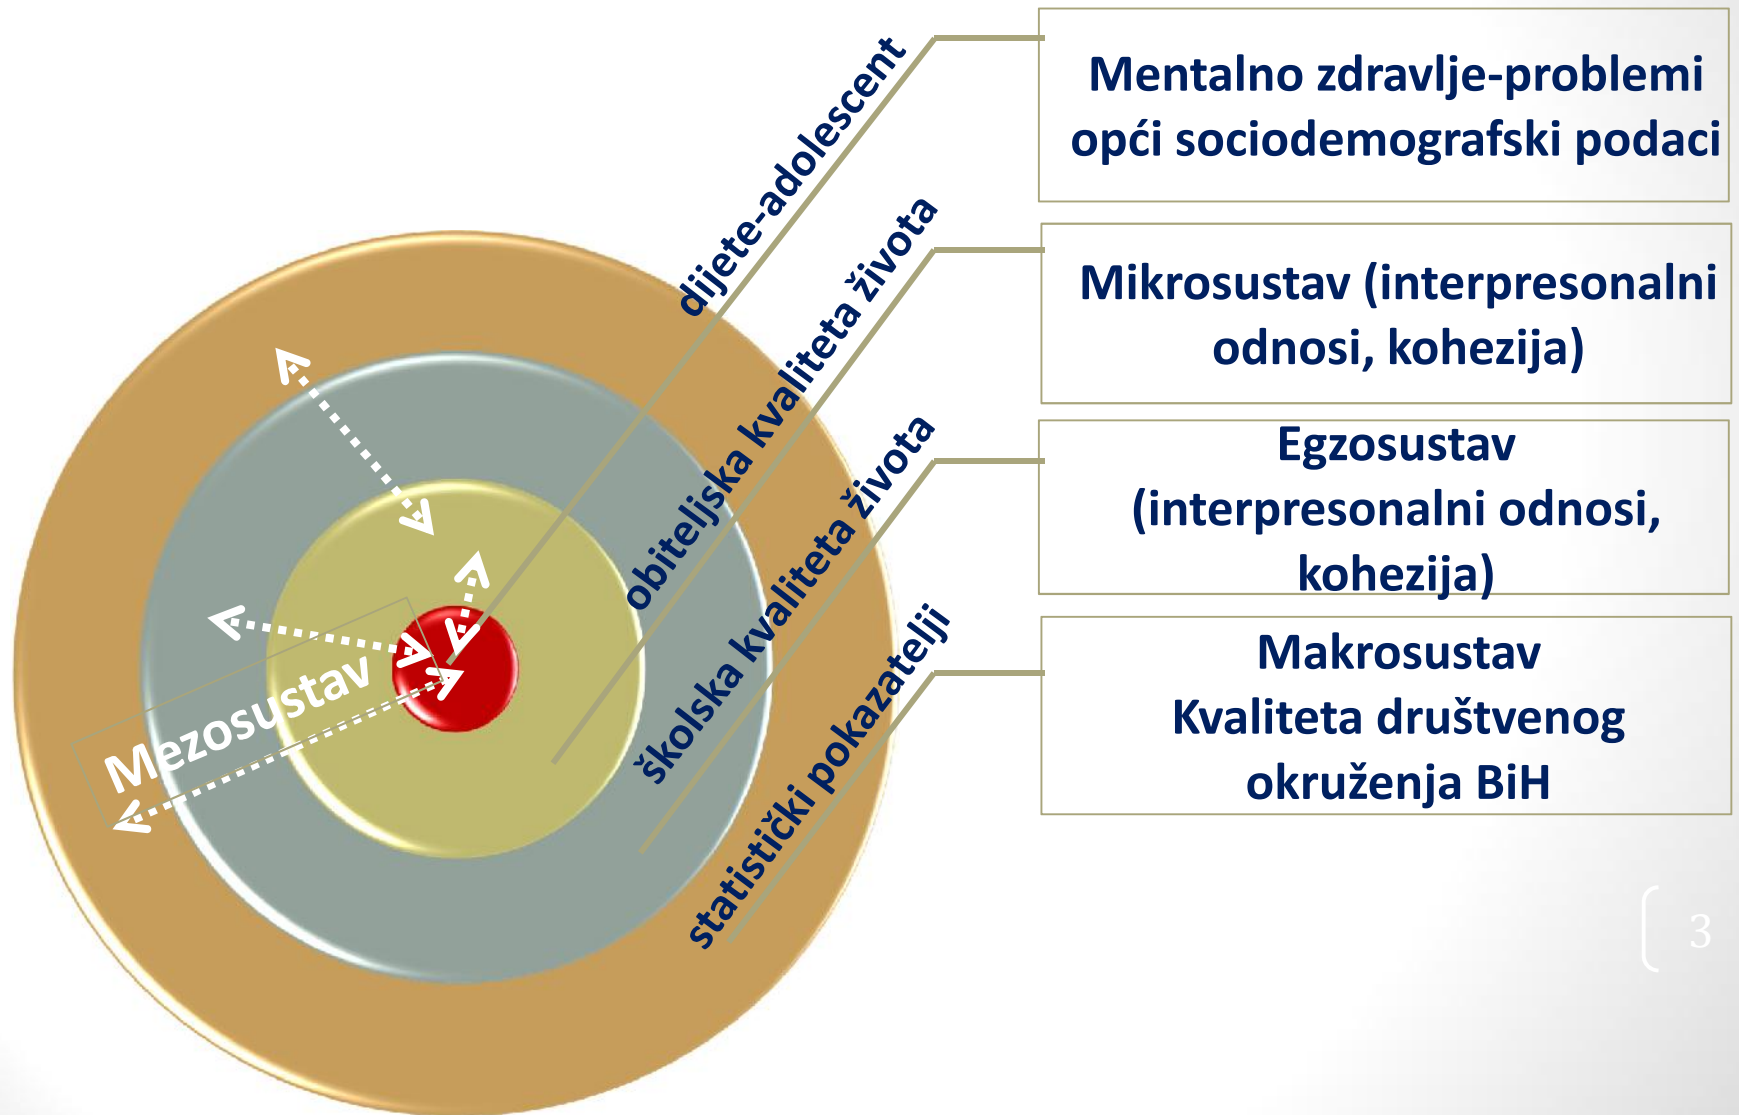 dijete-adolescent
Mentalno zdravlje-problemi
opći sociodemografski podaci
obiteljska kvaliteta života
Mikrosustav (interpresonalni
odnosi, kohezija)
školska kvaliteta života
Egzosustav
(interpresonalni odnosi,
kohezija)
statistički pokazatelji
Makrosustav
Kvaliteta društvenog
okruženja BiH
Mezosustav
3